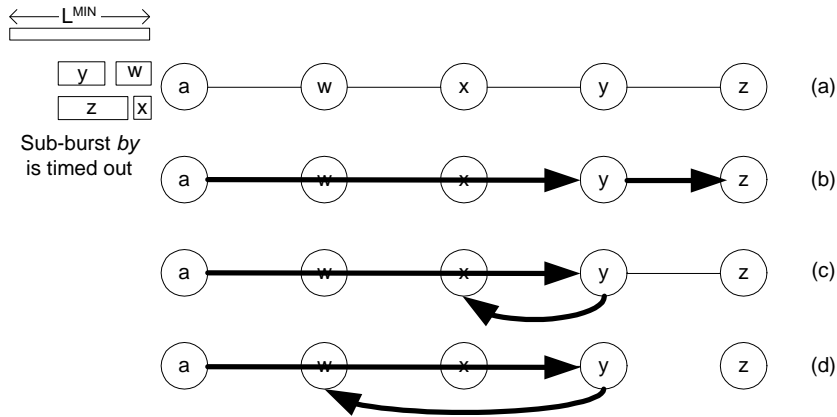 L^MIN
y w
z x
Sub-burst by
is timed out
a w x y z (a)
a w x y z (b)
a w x y z (c)
a w x y z (d)